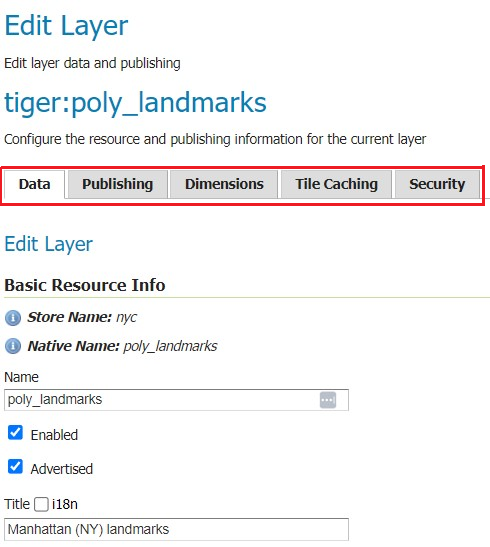 Edit Layer
Edit layer data and publishing
tiger:poly_landmarks
Configure the resource and publishing information for the current layer
Data Publishing Dimensions Tile Caching Security
Edit Layer
Basic Resource Info
Store Name: nyc
Native Name: poly_landmarks
Name
poly_landmarks
Enabled
Advertised
Title i18n
Manhattan (NY) landmarks